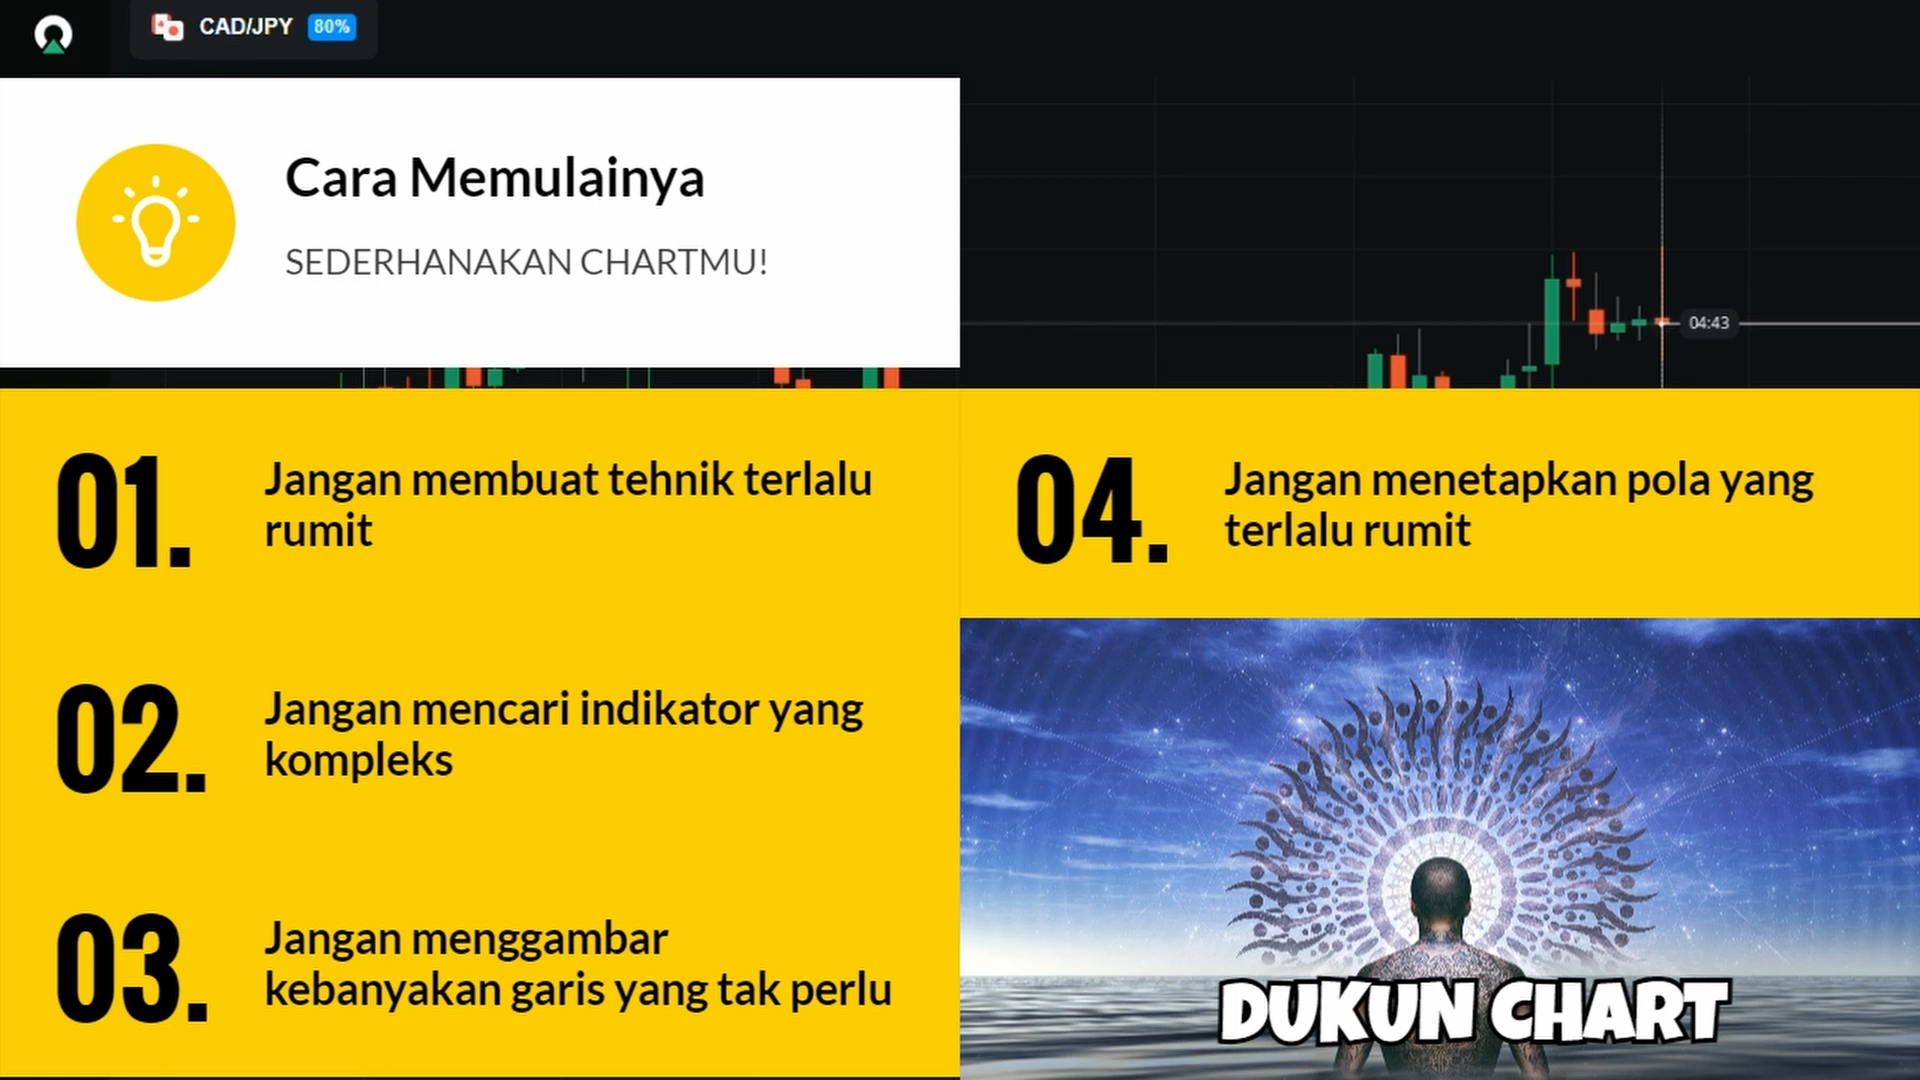 CAD/JPY 80%
Cara Memulainya
SEDERHANAKAN CHARTMU!
04:43
01.
Jangan membuat tehnik terlalu
rumit
02.
Jangan mencari indikator yang
kompleks
03.
Jangan menggambar
kebanyakan garis yang tak perlu
04.
Jangan menetapkan pola yang
terlalu rumit
DUKUN CHART